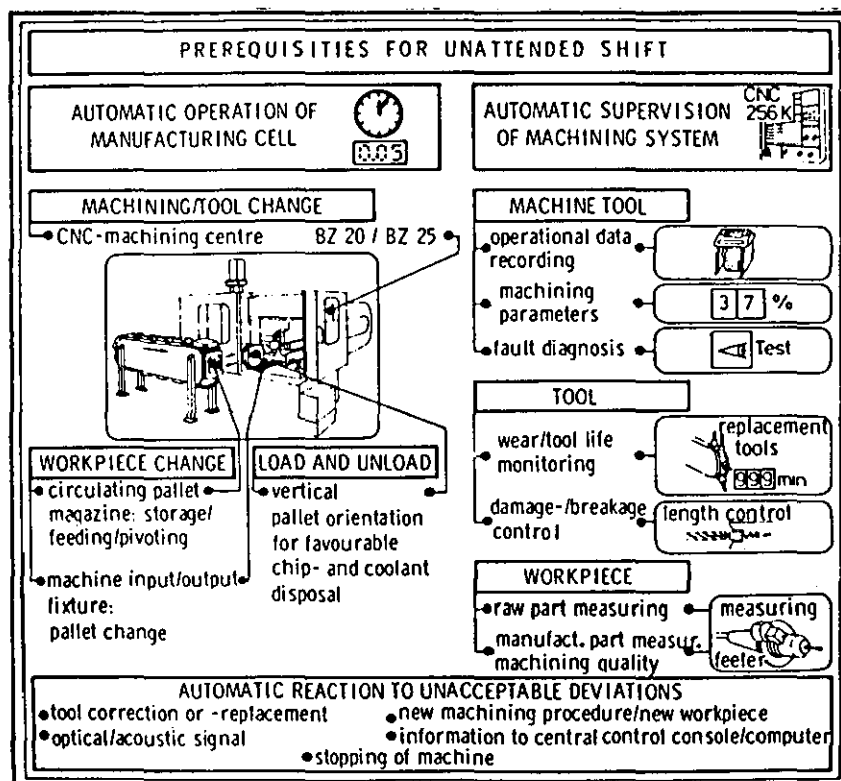 PREREQUISITIES FOR UNATTENDED SHIFT
AUTOMATIC OPERATION OF
MANUFACTURING CELL
0.05
AUTOMATIC SUPERVISION
OF MACHINING SYSTEM
CNC
256 K
MACHINING/TOOL CHANGE
•CNC-machining centre BZ 20 / BZ 25 •
WORKPIECE CHANGE
•circulating pallet•
magazine: storage/
feeding/pivoting
•machine input/output•
fixture:
pallet change
LOAD AND UNLOAD
•vertical
pallet orientation
for favourable
chip- and coolant
disposal
MACHINE TOOL
•operational data
recording
•machining
parameters
3 7 %
•fault diagnosis
Test
TOOL
•wear/tool life
monitoring
replacement
tools
999 min
•damage-/breakage
control
length control
WORKPIECE
•raw part measuring
•manufact. part measur.
machining quality
measuring
feeler
AUTOMATIC REACTION TO UNACCEPTABLE DEVIATIONS
•tool correction or -replacement
•optical/acoustic signal
•new machining procedure/new workpiece
•information to central control console/computer
•stopping of machine